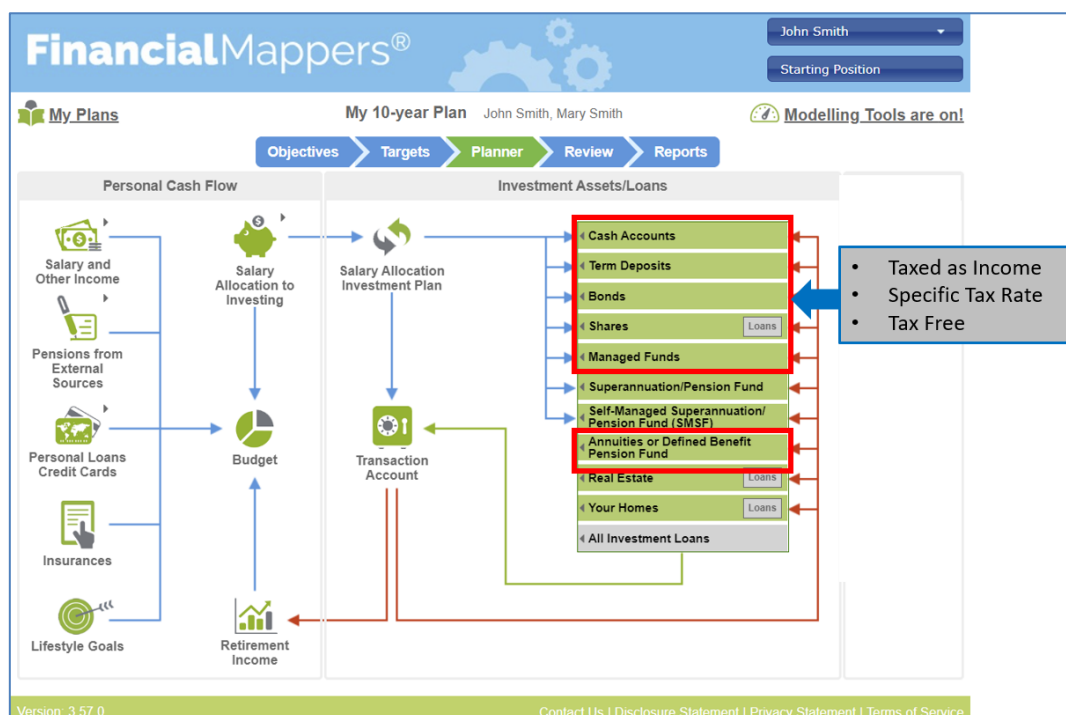 FinancialMappers®
John Smith
Starting Position
My Plans
My 10-year Plan John Smith, Mary Smith
Modelling Tools are on!
Objectives
Targets
Planner
Review
Reports
Personal Cash Flow
Investment Assets/Loans
Salary and
Other Income
Pensions from
External
Sources
Personal Loans
Credit Cards
Insurances
Lifestyle Goals
Salary
Allocation to
Investing
Budget
Retirement
Income
Salary Allocation
Investment Plan
Transaction
Account
Cash Accounts
Term Deposits
Bonds
Shares Loans
Managed Funds
Superannuation/Pension Fund
Self-Managed Superannuation/
Pension Fund (SMSF)
Annuities or Defined Benefit
Pension Fund
Real Estate Loans
Your Homes Loans
All Investment Loans
• Taxed as Income
• Specific Tax Rate
• Tax Free
Version: 3.57.0
Contact Us | Disclosure Statement | Privacy Statement | Terms of Service